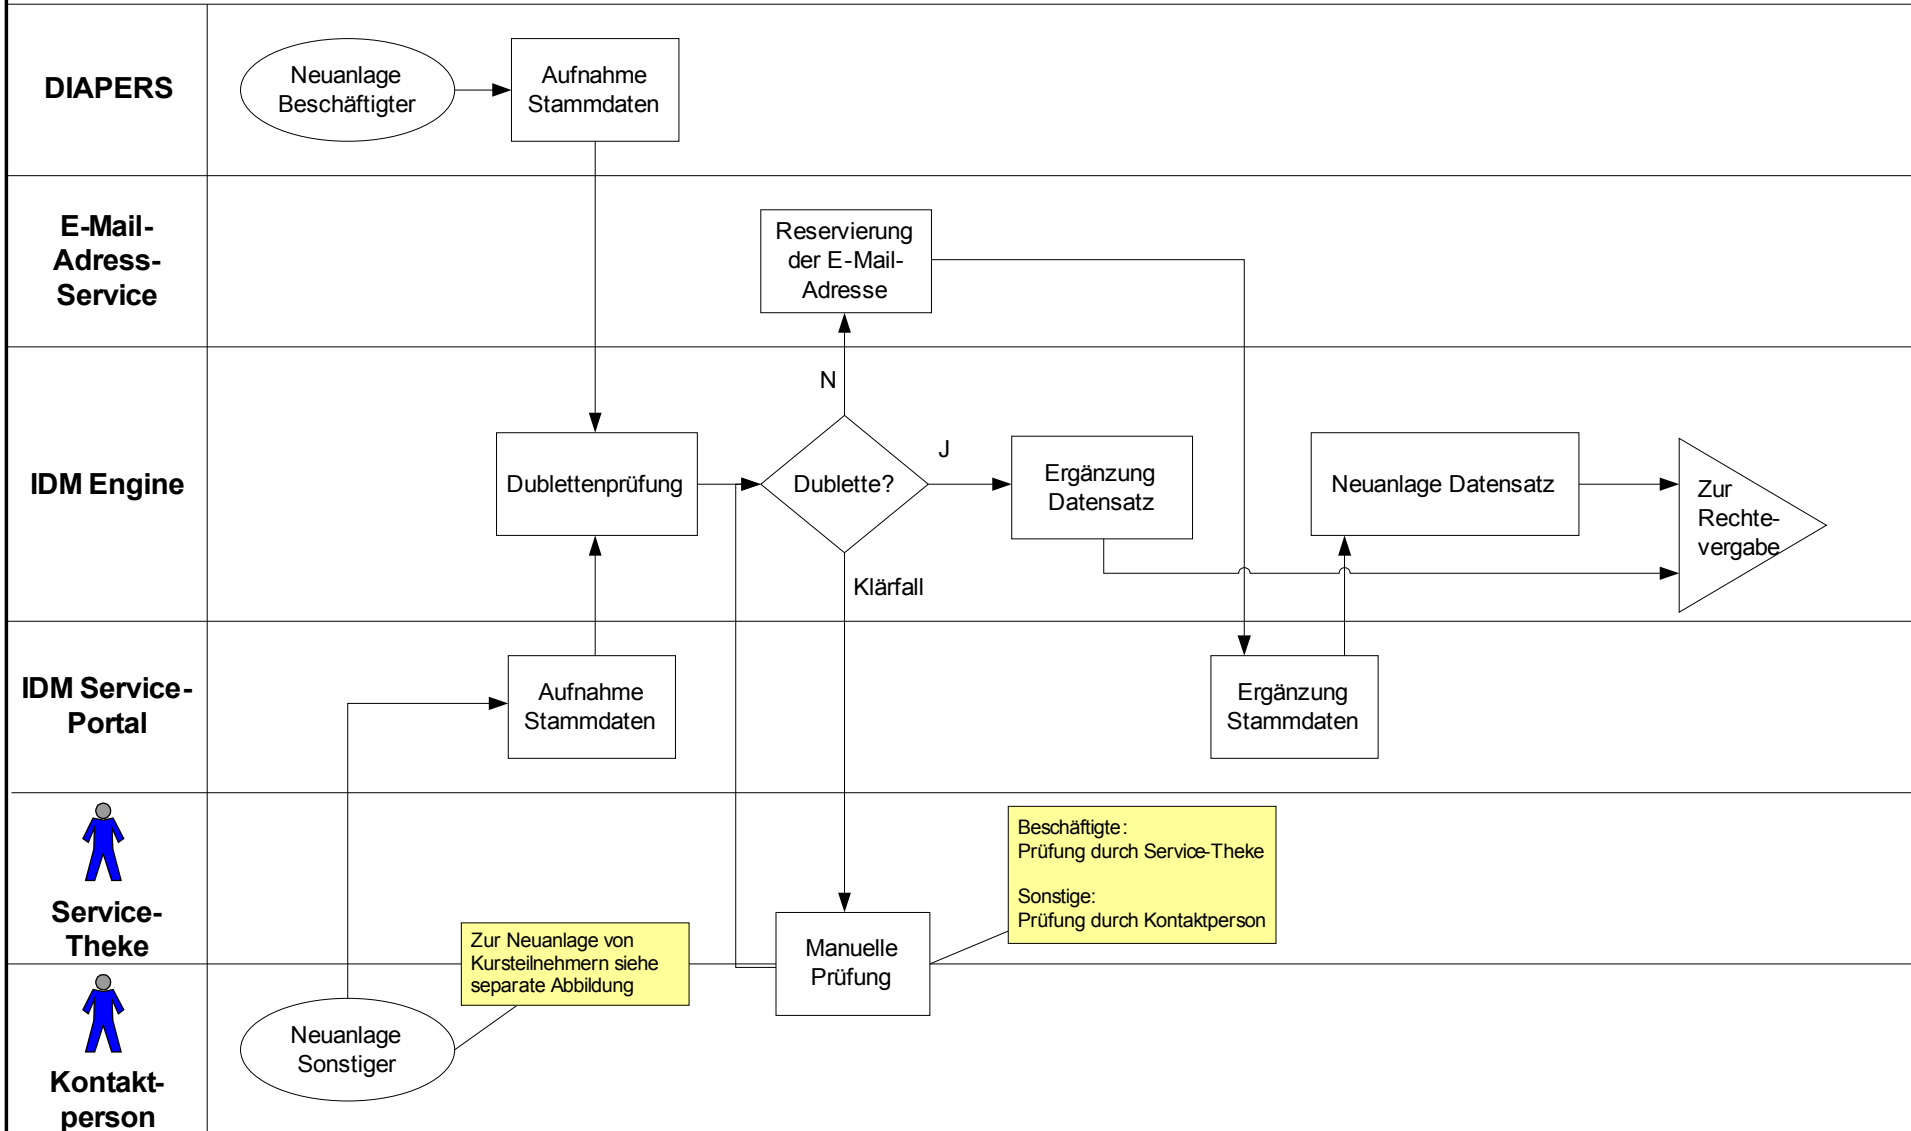 DIAPERS
Neuanlage
Beschäftigter
Aufnahme
Stammdaten
E-Mail-
Adress-
Service
Reservierung
der E-Mail-
Adresse
IDM Engine
Dublettenprüfung
Dublette?
N
J
Klärfall
Ergänzung
Datensatz
Neuanlage Datensatz
Zur
Rechte-
vergabe
IDM Service-
Portal
Aufnahme
Stammdaten
Ergänzung
Stammdaten
Service-
Theke
Beschäftigte:
Prüfung durch Service-Theke
Sonstige:
Prüfung durch Kontaktperson
Manuelle
Prüfung
Zur Neuanlage von
Kursteilnehmern siehe
separate Abbildung
Kontakt-
person
Neuanlage
Sonstiger